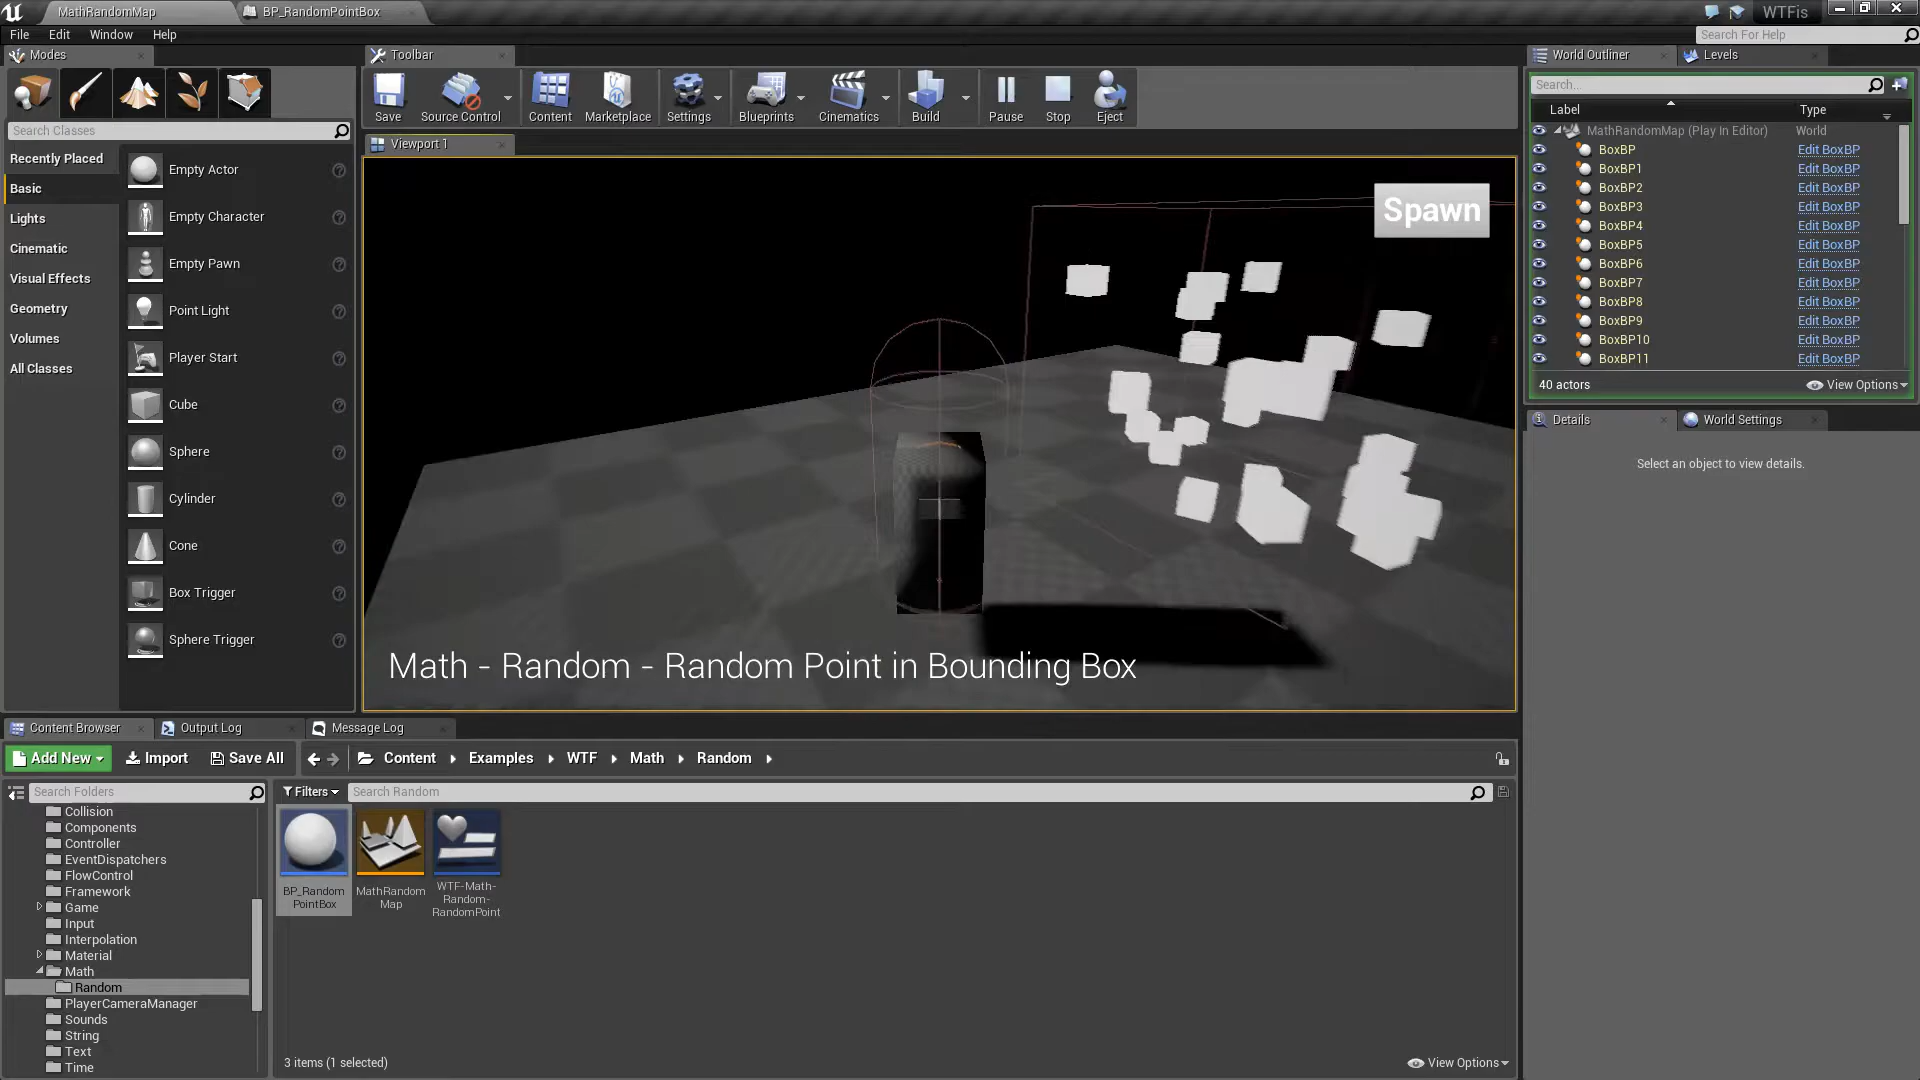 MathRandomMap
BP_RandomPointBox
WTFis
File
Edit
Window
Help
Search For Help
Modes
Toolbar
World Outliner
Levels
Save
Source Control
Content
Marketplace
Settings
Blueprints
Cinematics
Build
Pause
Stop
Eject
Search Classes
Recently Placed
Basic
Lights
Cinematic
Visual Effects
Geometry
Volumes
All Classes
Empty Actor
Empty Character
Empty Pawn
Point Light
Player Start
Cube
Sphere
Cylinder
Cone
Box Trigger
Sphere Trigger
Viewport 1
Spawn
Math - Random - Random Point in Bounding Box
Search...
Label
Type
MathRandomMap (Play In Editor)
World
BoxBP
Edit BoxBP
BoxBP1
Edit BoxBP
BoxBP2
Edit BoxBP
BoxBP3
Edit BoxBP
BoxBP4
Edit BoxBP
BoxBP5
Edit BoxBP
BoxBP6
Edit BoxBP
BoxBP7
Edit BoxBP
BoxBP8
Edit BoxBP
BoxBP9
Edit BoxBP
BoxBP10
Edit BoxBP
BoxBP11
Edit BoxBP
40 actors
View Options
Details
World Settings
Select an object to view details.
Content Browser
Output Log
Message Log
Add New
Import
Save All
Content
Examples
WTF
Math
Random
Search Folders
Filters
Search Random
Collision
Components
Controller
EventDispatchers
FlowControl
Framework
Game
Input
Interpolation
Material
Math
Random
PlayerCameraManager
Sounds
String
Text
Time
BP_Random
PointBox
MathRandom
Map
WTF-Math-
Random-
RandomPoint
3 items (1 selected)
View Options